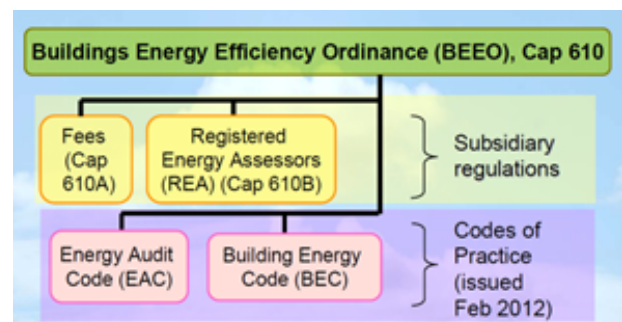 Buildings Energy Efficiency Ordinance (BEEO), Cap 610
Fees
(Cap
610A)
Registered
Energy Assessors
(REA) (Cap 610B)
Subsidiary
regulations
Energy Audit
Code (EAC)
Building Energy
Code (BEC)
Codes of
Practice
(issued
Feb 2012)